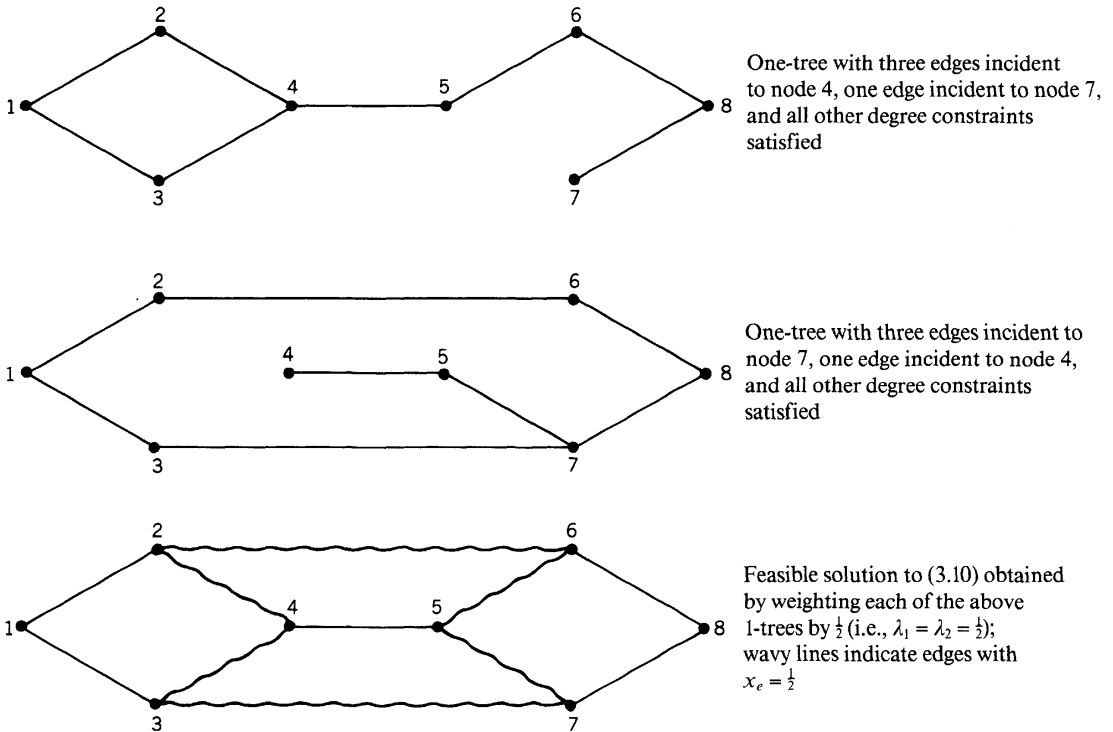 2
6
1
4
5
8
3
7
One-tree with three edges incident
to node 4, one edge incident to node 7,
and all other degree constraints
satisfied
2
6
1
4
5
8
3
7
One-tree with three edges incident to
node 7, one edge incident to node 4,
and all other degree constraints
satisfied
2
6
1
4
5
8
3
7
Feasible solution to (3.10) obtained
by weighting each of the above
1-trees by ½ (i.e., λ₁ = λ₂ = ½);
wavy lines indicate edges with
xₑ = ½